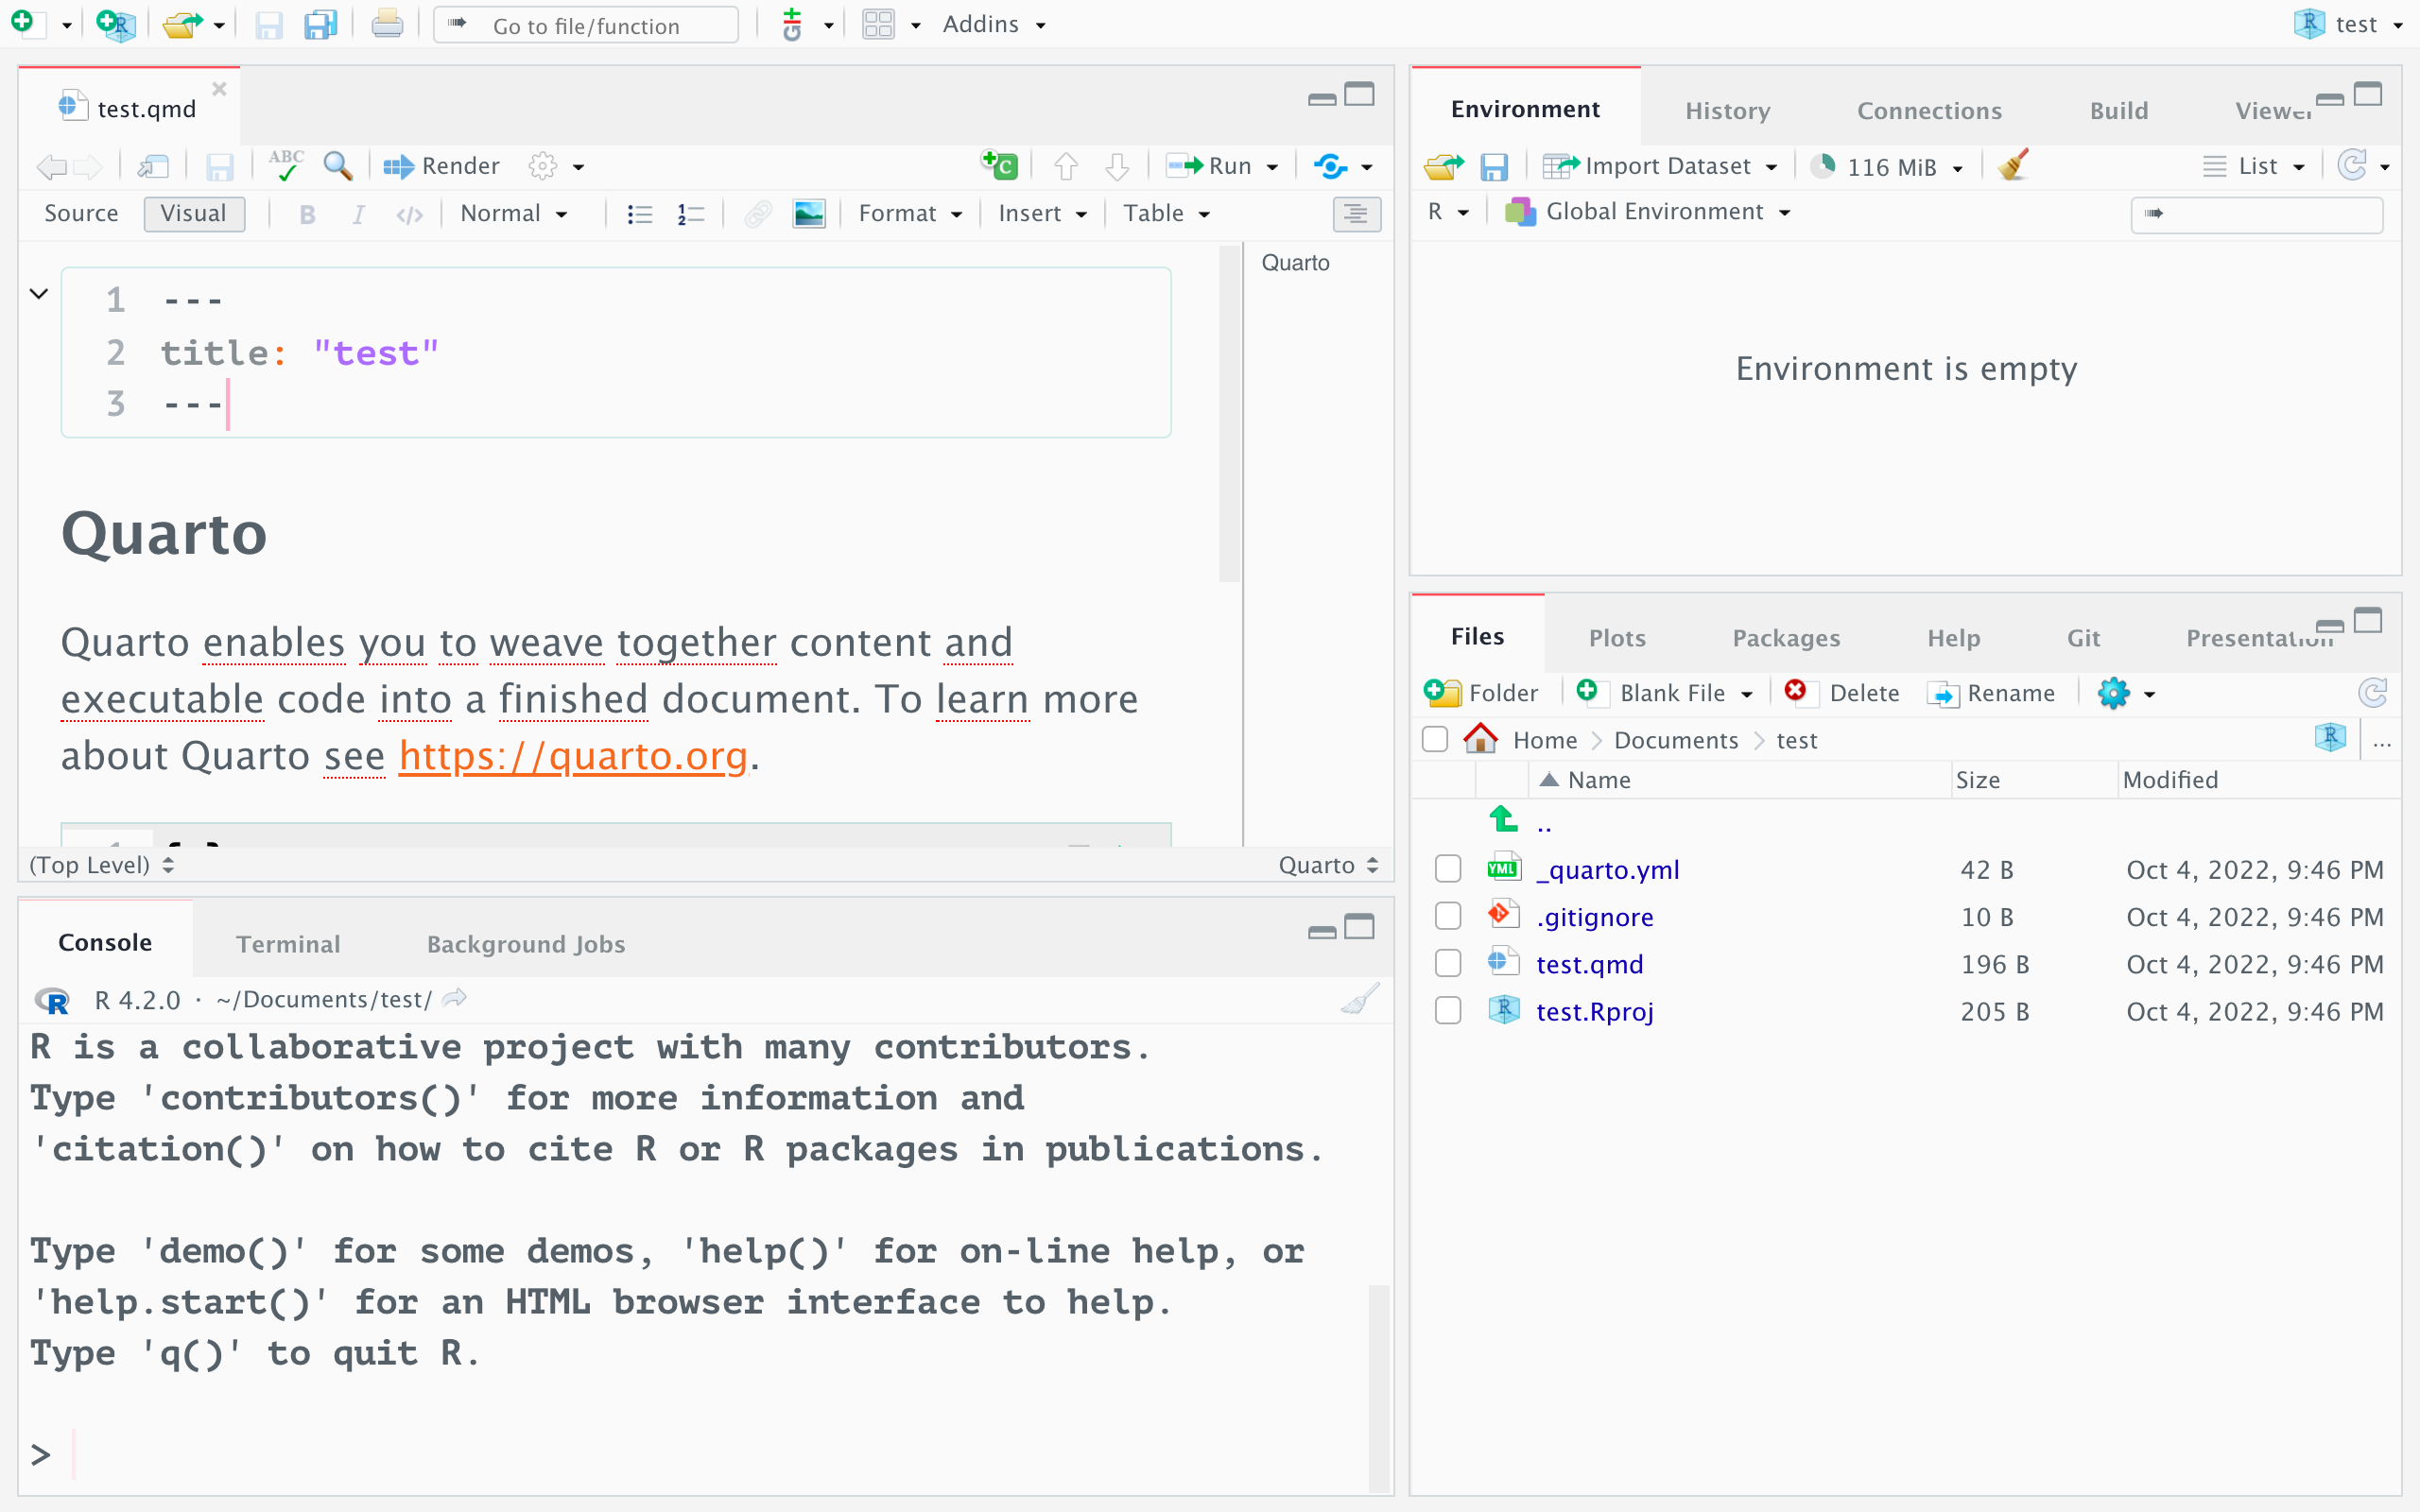 Go to file/function
Git
Addins
test
test.qmd
ABC
Render
Run
Source
Visual
B
I
</>
Normal
Format
Insert
Table
1 ---
2 title: "test"
3 ---
Quarto
Quarto
Quarto enables you to weave together content and
executable code into a finished document. To learn more
about Quarto see https://quarto.org.
(Top Level)
Quarto
Console
Terminal
Background Jobs
R 4.2.0 · ~/Documents/test/
R is a collaborative project with many contributors.
Type 'contributors()' for more information and
'citation()' on how to cite R or R packages in publications.
Type 'demo()' for some demos, 'help()' for on-line help, or
'help.start()' for an HTML browser interface to help.
Type 'q()' to quit R.
>
Environment
History
Connections
Build
Viewer
Import Dataset
116 MiB
List
R
Global Environment
Environment is empty
Files
Plots
Packages
Help
Git
Presentation
Folder
Blank File
Delete
Rename
Home
Documents
test
...
Name
Size
Modified
..
_quarto.yml 42 B Oct 4, 2022, 9:46 PM
.gitignore 10 B Oct 4, 2022, 9:46 PM
test.qmd 196 B Oct 4, 2022, 9:46 PM
test.Rproj 205 B Oct 4, 2022, 9:46 PM